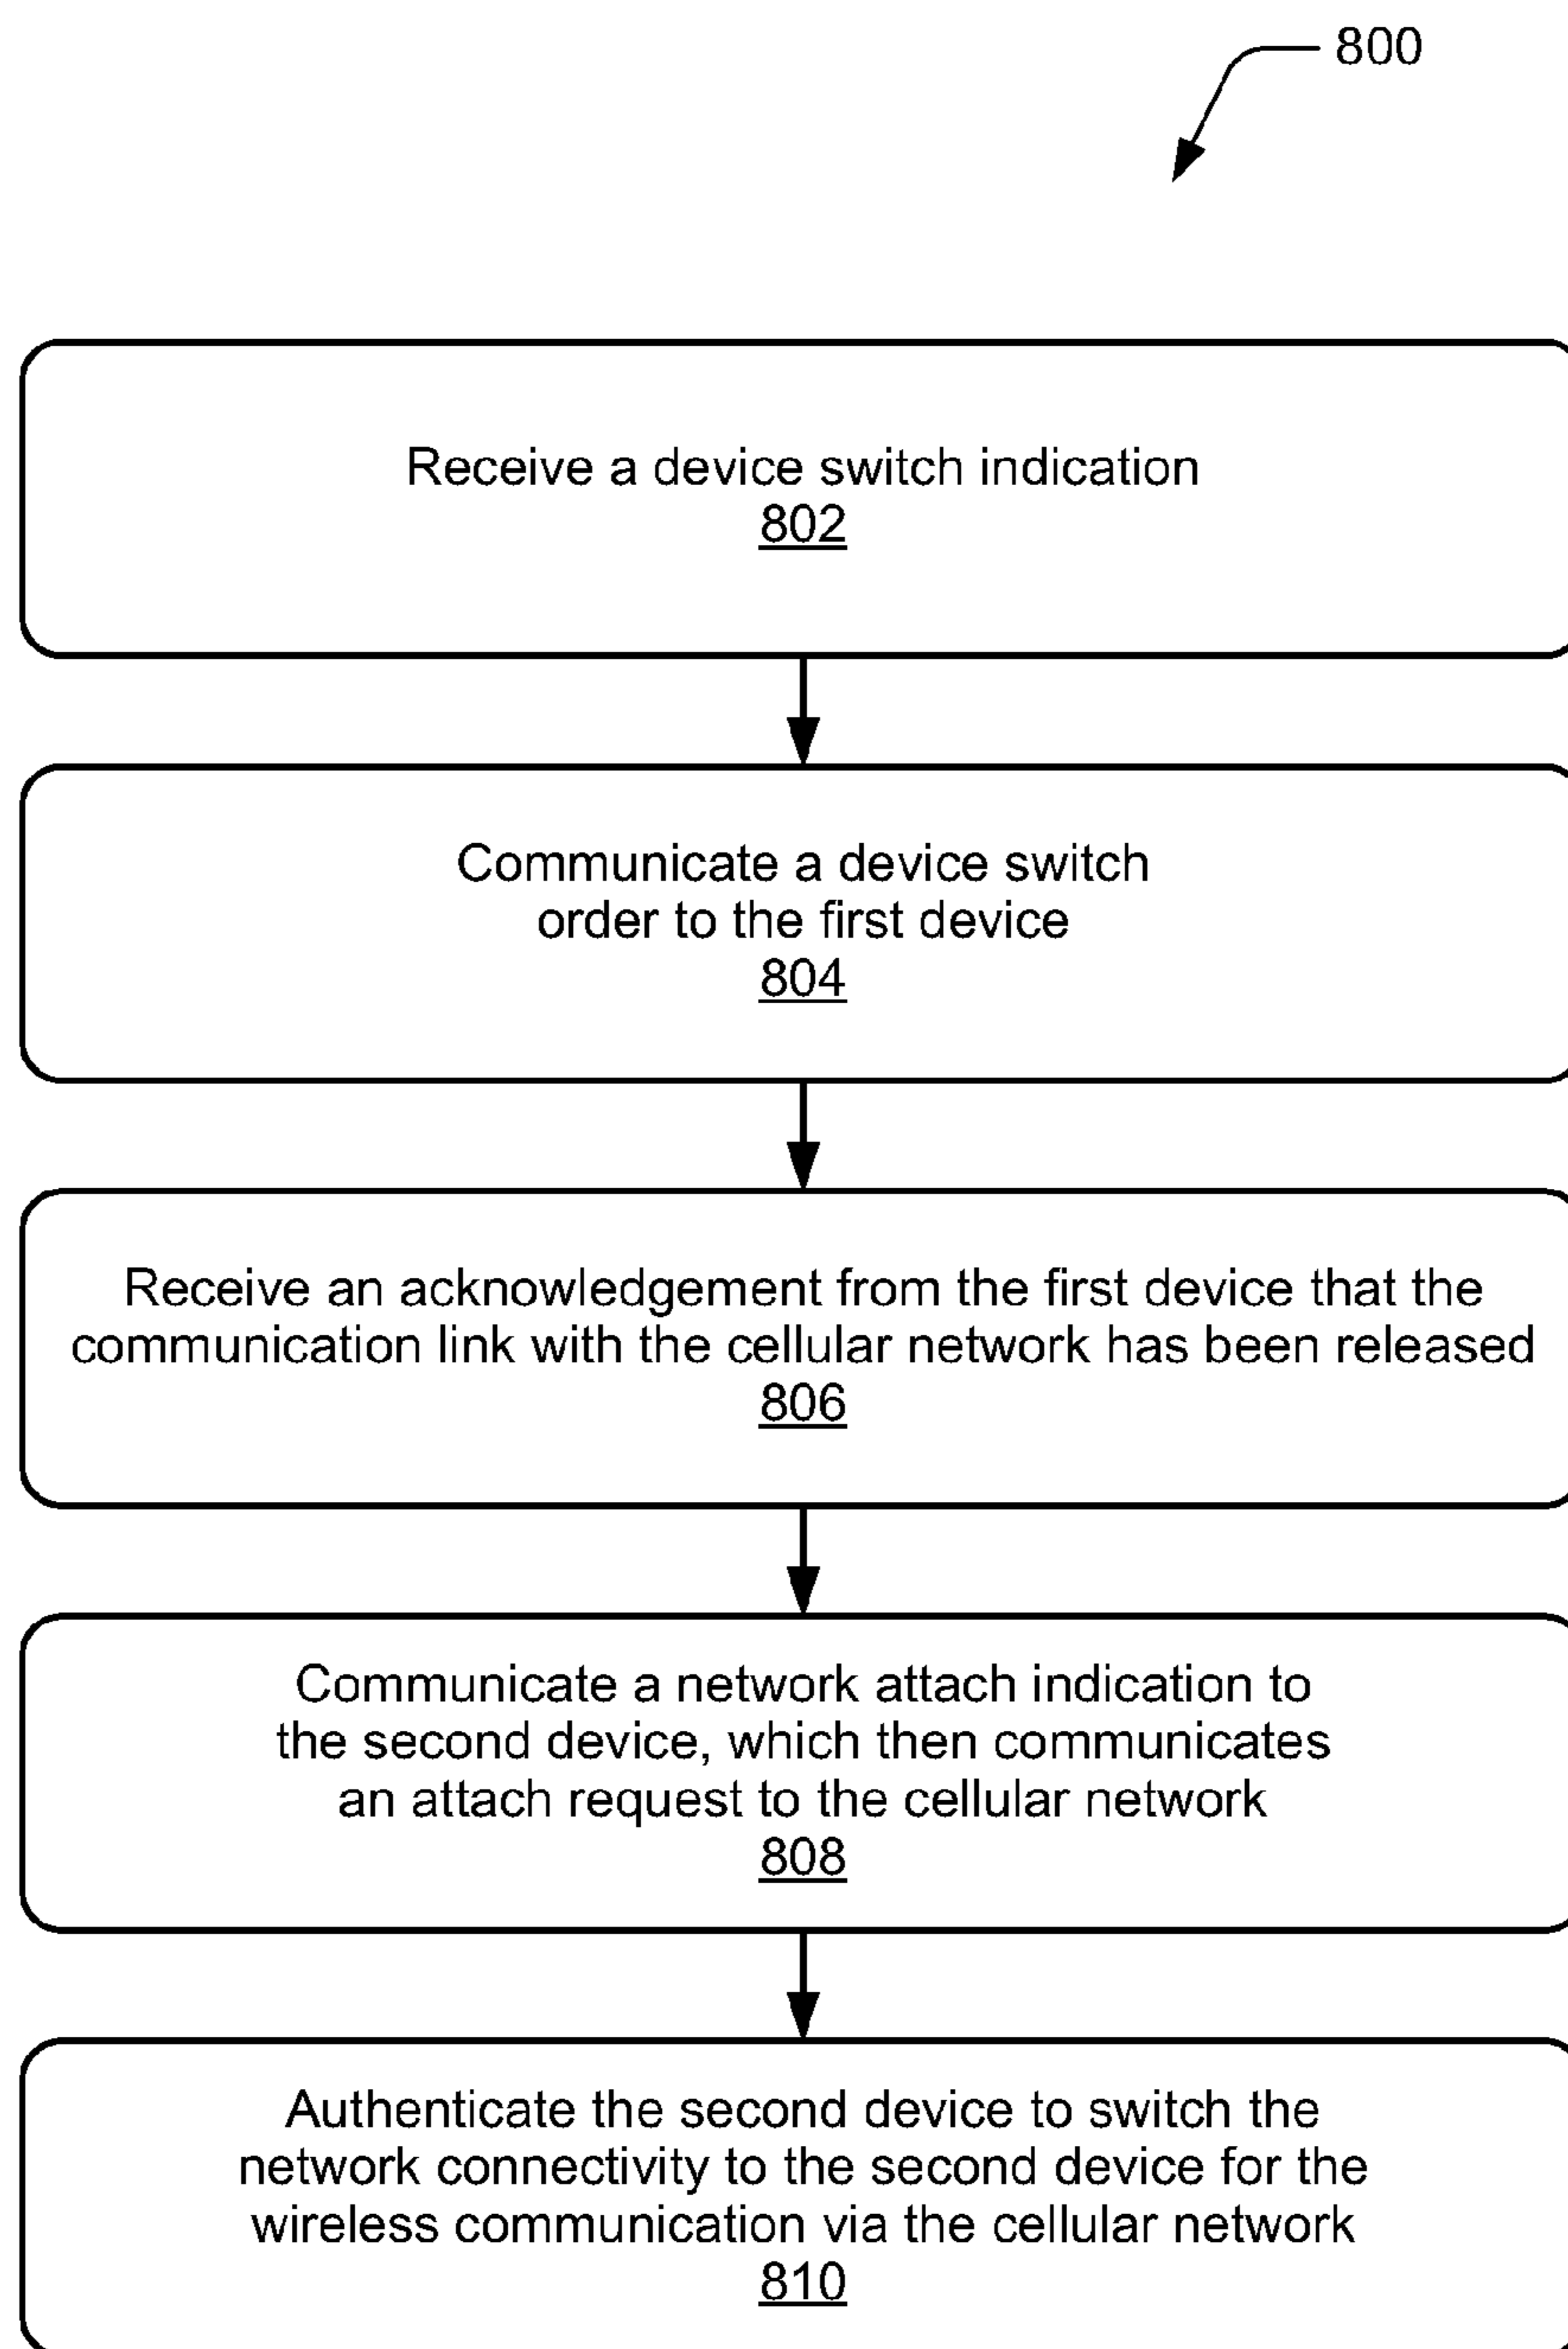 800
Receive a device switch indication
802
Communicate a device switch
order to the first device
804
Receive an acknowledgement from the first device that the
communication link with the cellular network has been released
806
Communicate a network attach indication to
the second device, which then communicates
an attach request to the cellular network
808
Authenticate the second device to switch the
network connectivity to the second device for the
wireless communication via the cellular network
810